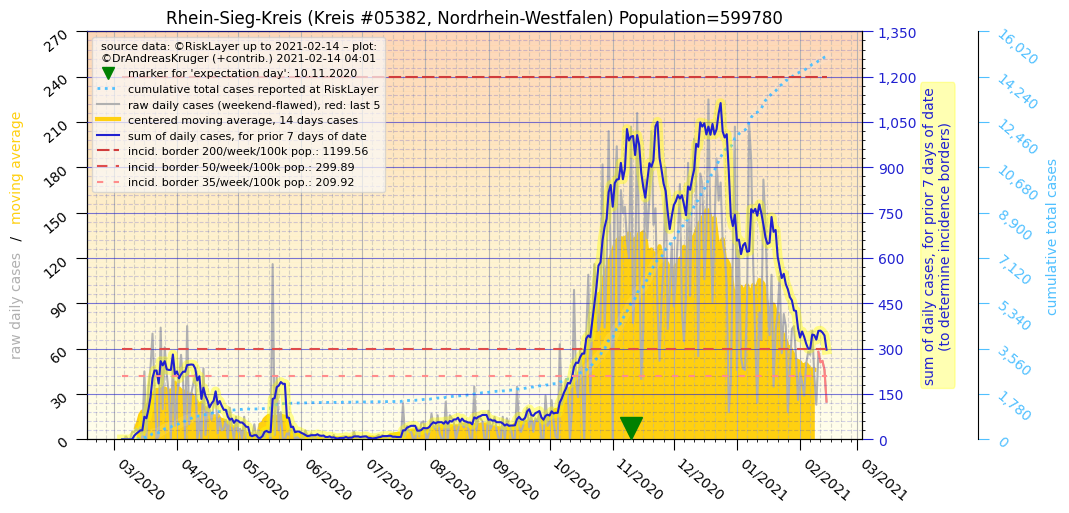 Rhein-Sieg-Kreis (Kreis #05382, Nordrhein-Westfalen) Population=599780
source data: ©RiskLayer up to 2021-02-14 – plot:
©DrAndreasKruger (+contrib.) 2021-02-14 04:01
marker for 'expectation day': 10.11.2020
cumulative total cases reported at RiskLayer
raw daily cases (weekend-flawed), red: last 5
centered moving average, 14 days cases
sum of daily cases, for prior 7 days of date
incid. border 200/week/100k pop.: 1199.56
incid. border 50/week/100k pop.: 299.89
incid. border 35/week/100k pop.: 209.92
raw daily cases / moving average
270
240
210
180
150
120
90
60
30
0
03/2020
04/2020
05/2020
06/2020
07/2020
08/2020
09/2020
10/2020
11/2020
12/2020
01/2021
02/2021
03/2021
1,350
1,200
1,050
900
750
600
450
300
150
0
sum of daily cases, for prior 7 days of date
(to determine incidence borders)
16,020
14,240
12,460
10,680
8,900
7,120
5,340
3,560
1,780
0
cumulative total cases